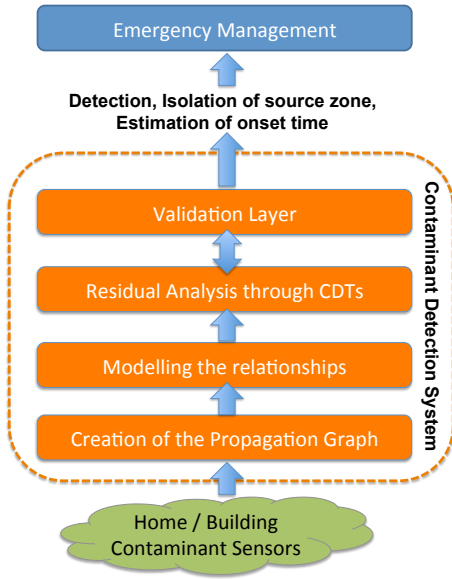 Emergency Management
Detection, Isolation of source zone,
Estimation of onset time
Contaminant Detection System
Validation Layer
Residual Analysis through CDTs
Modelling the relationships
Creation of the Propagation Graph
Home / Building
Contaminant Sensors